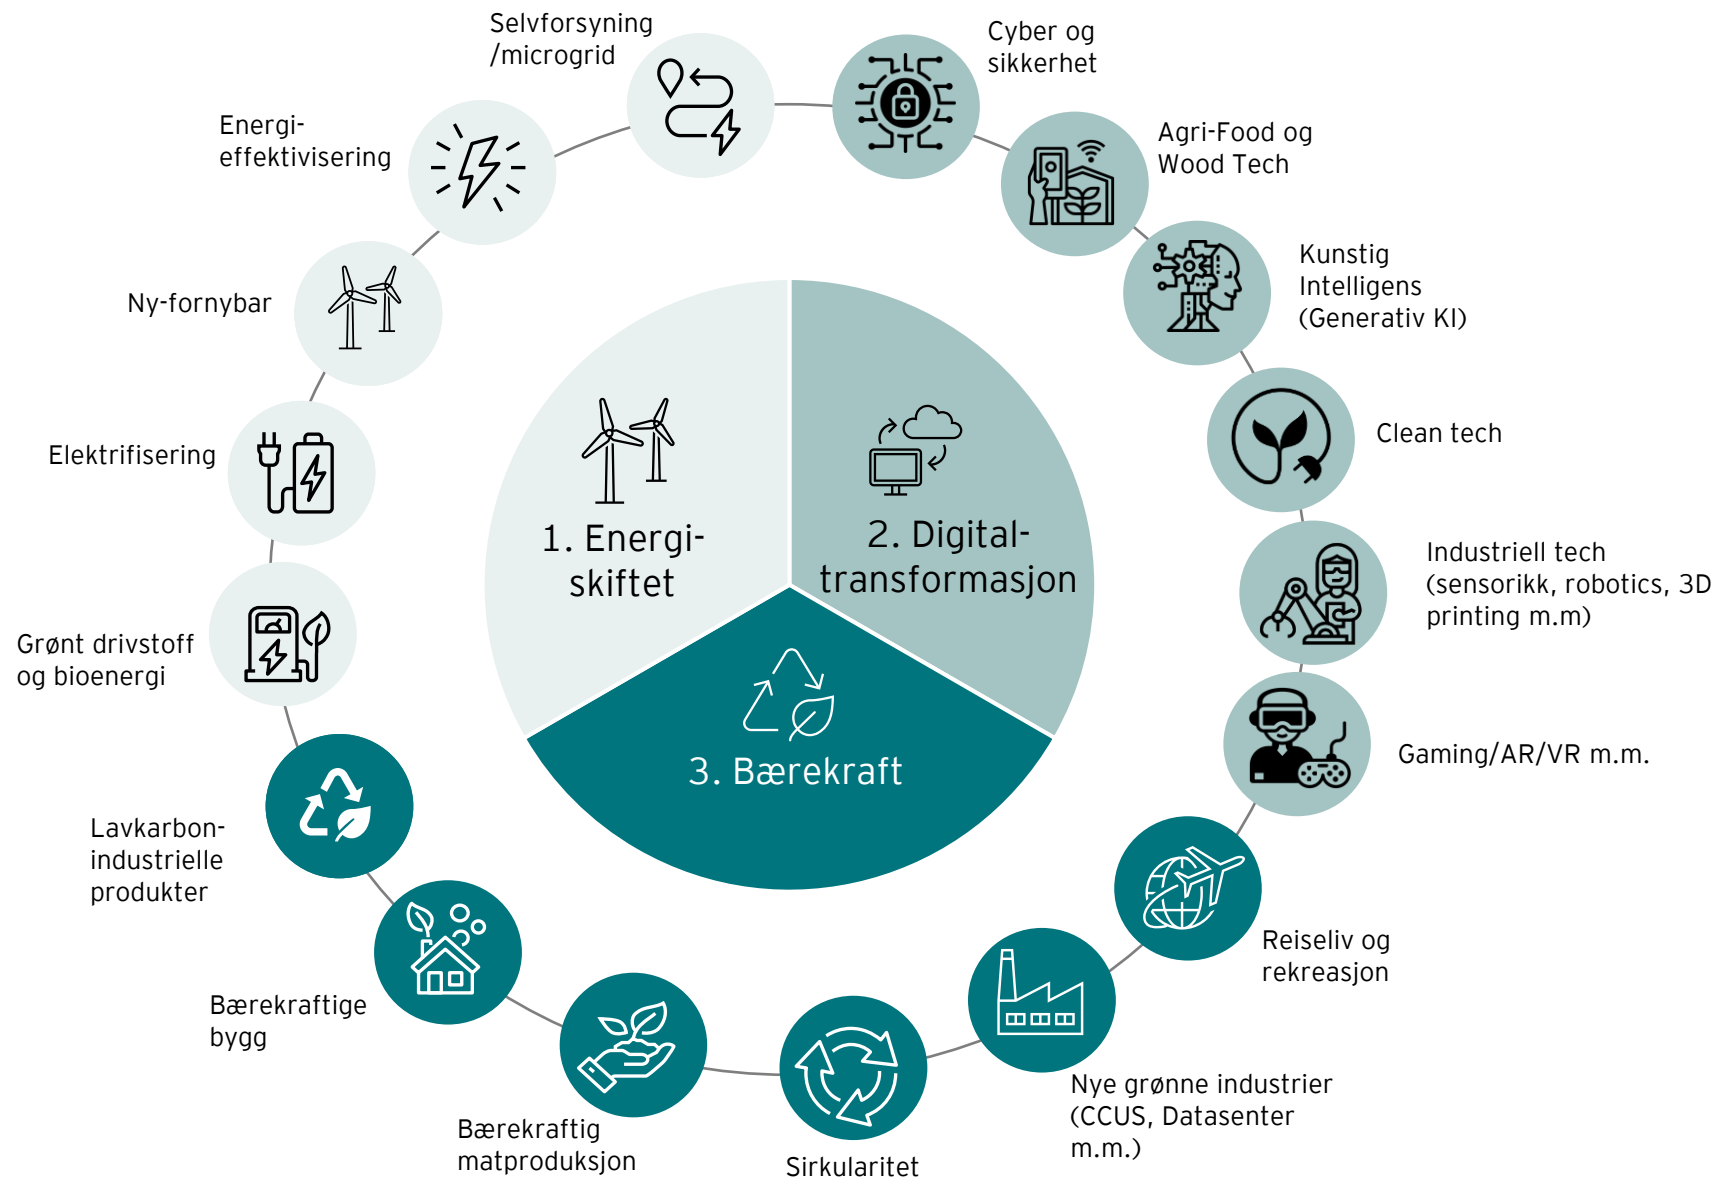 Selvforsyning
/microgrid
Cyber og
sikkerhet
Energi-
effektivisering
Agri-Food og
Wood Tech
Ny-fornybar
Kunstig
Intelligens
(Generativ KI)
Elektrifisering
Clean tech
1. Energi-
skiftet
2. Digital-
transformasjon
Industriell tech
(sensorikk, robotics, 3D
printing m.m)
Grønt drivstoff
og bioenergi
3. Bærekraft
Gaming/AR/VR m.m.
Lavkarbon-
industrielle
produkter
Reiseliv og
rekreasjon
Bærekraftige
bygg
Nye grønne industrier
(CCUS, Datasenter
m.m.)
Bærekraftig
matproduksjon
Sirkularitet